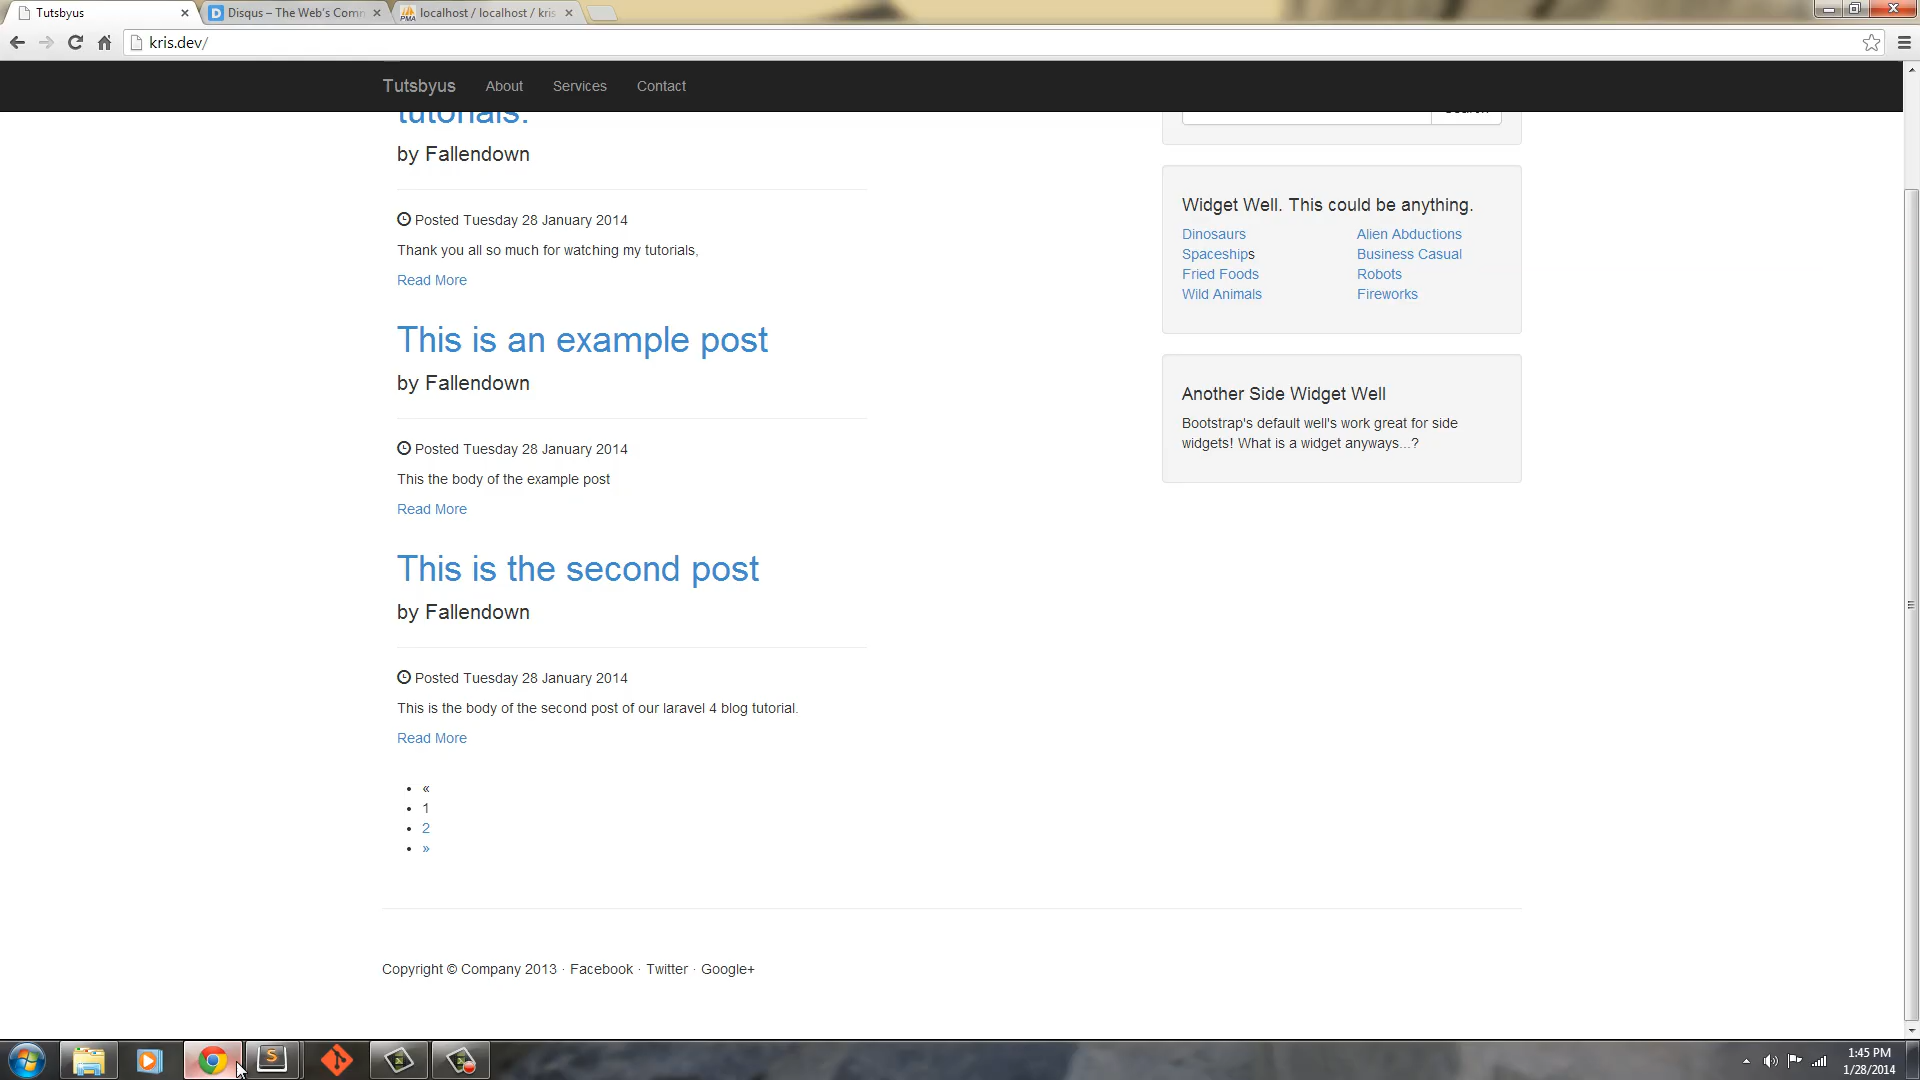 Tutsbyus
Disqus – The Web's Comm
localhost / localhost / kris
kris.dev/
Tutsbyus About Services Contact
tutorials.
by Fallendown
Posted Tuesday 28 January 2014
Thank you all so much for watching my tutorials,
Read More
This is an example post
by Fallendown
Posted Tuesday 28 January 2014
This the body of the example post
Read More
This is the second post
by Fallendown
Posted Tuesday 28 January 2014
This is the body of the second post of our laravel 4 blog tutorial.
Read More
«
1
2
»
Widget Well. This could be anything.
Dinosaurs Alien Abductions
Spaceships Business Casual
Fried Foods Robots
Wild Animals Fireworks
Another Side Widget Well
Bootstrap's default well's work great for side
widgets! What is a widget anyways...?
Copyright © Company 2013 · Facebook · Twitter · Google+
1:45 PM
1/28/2014